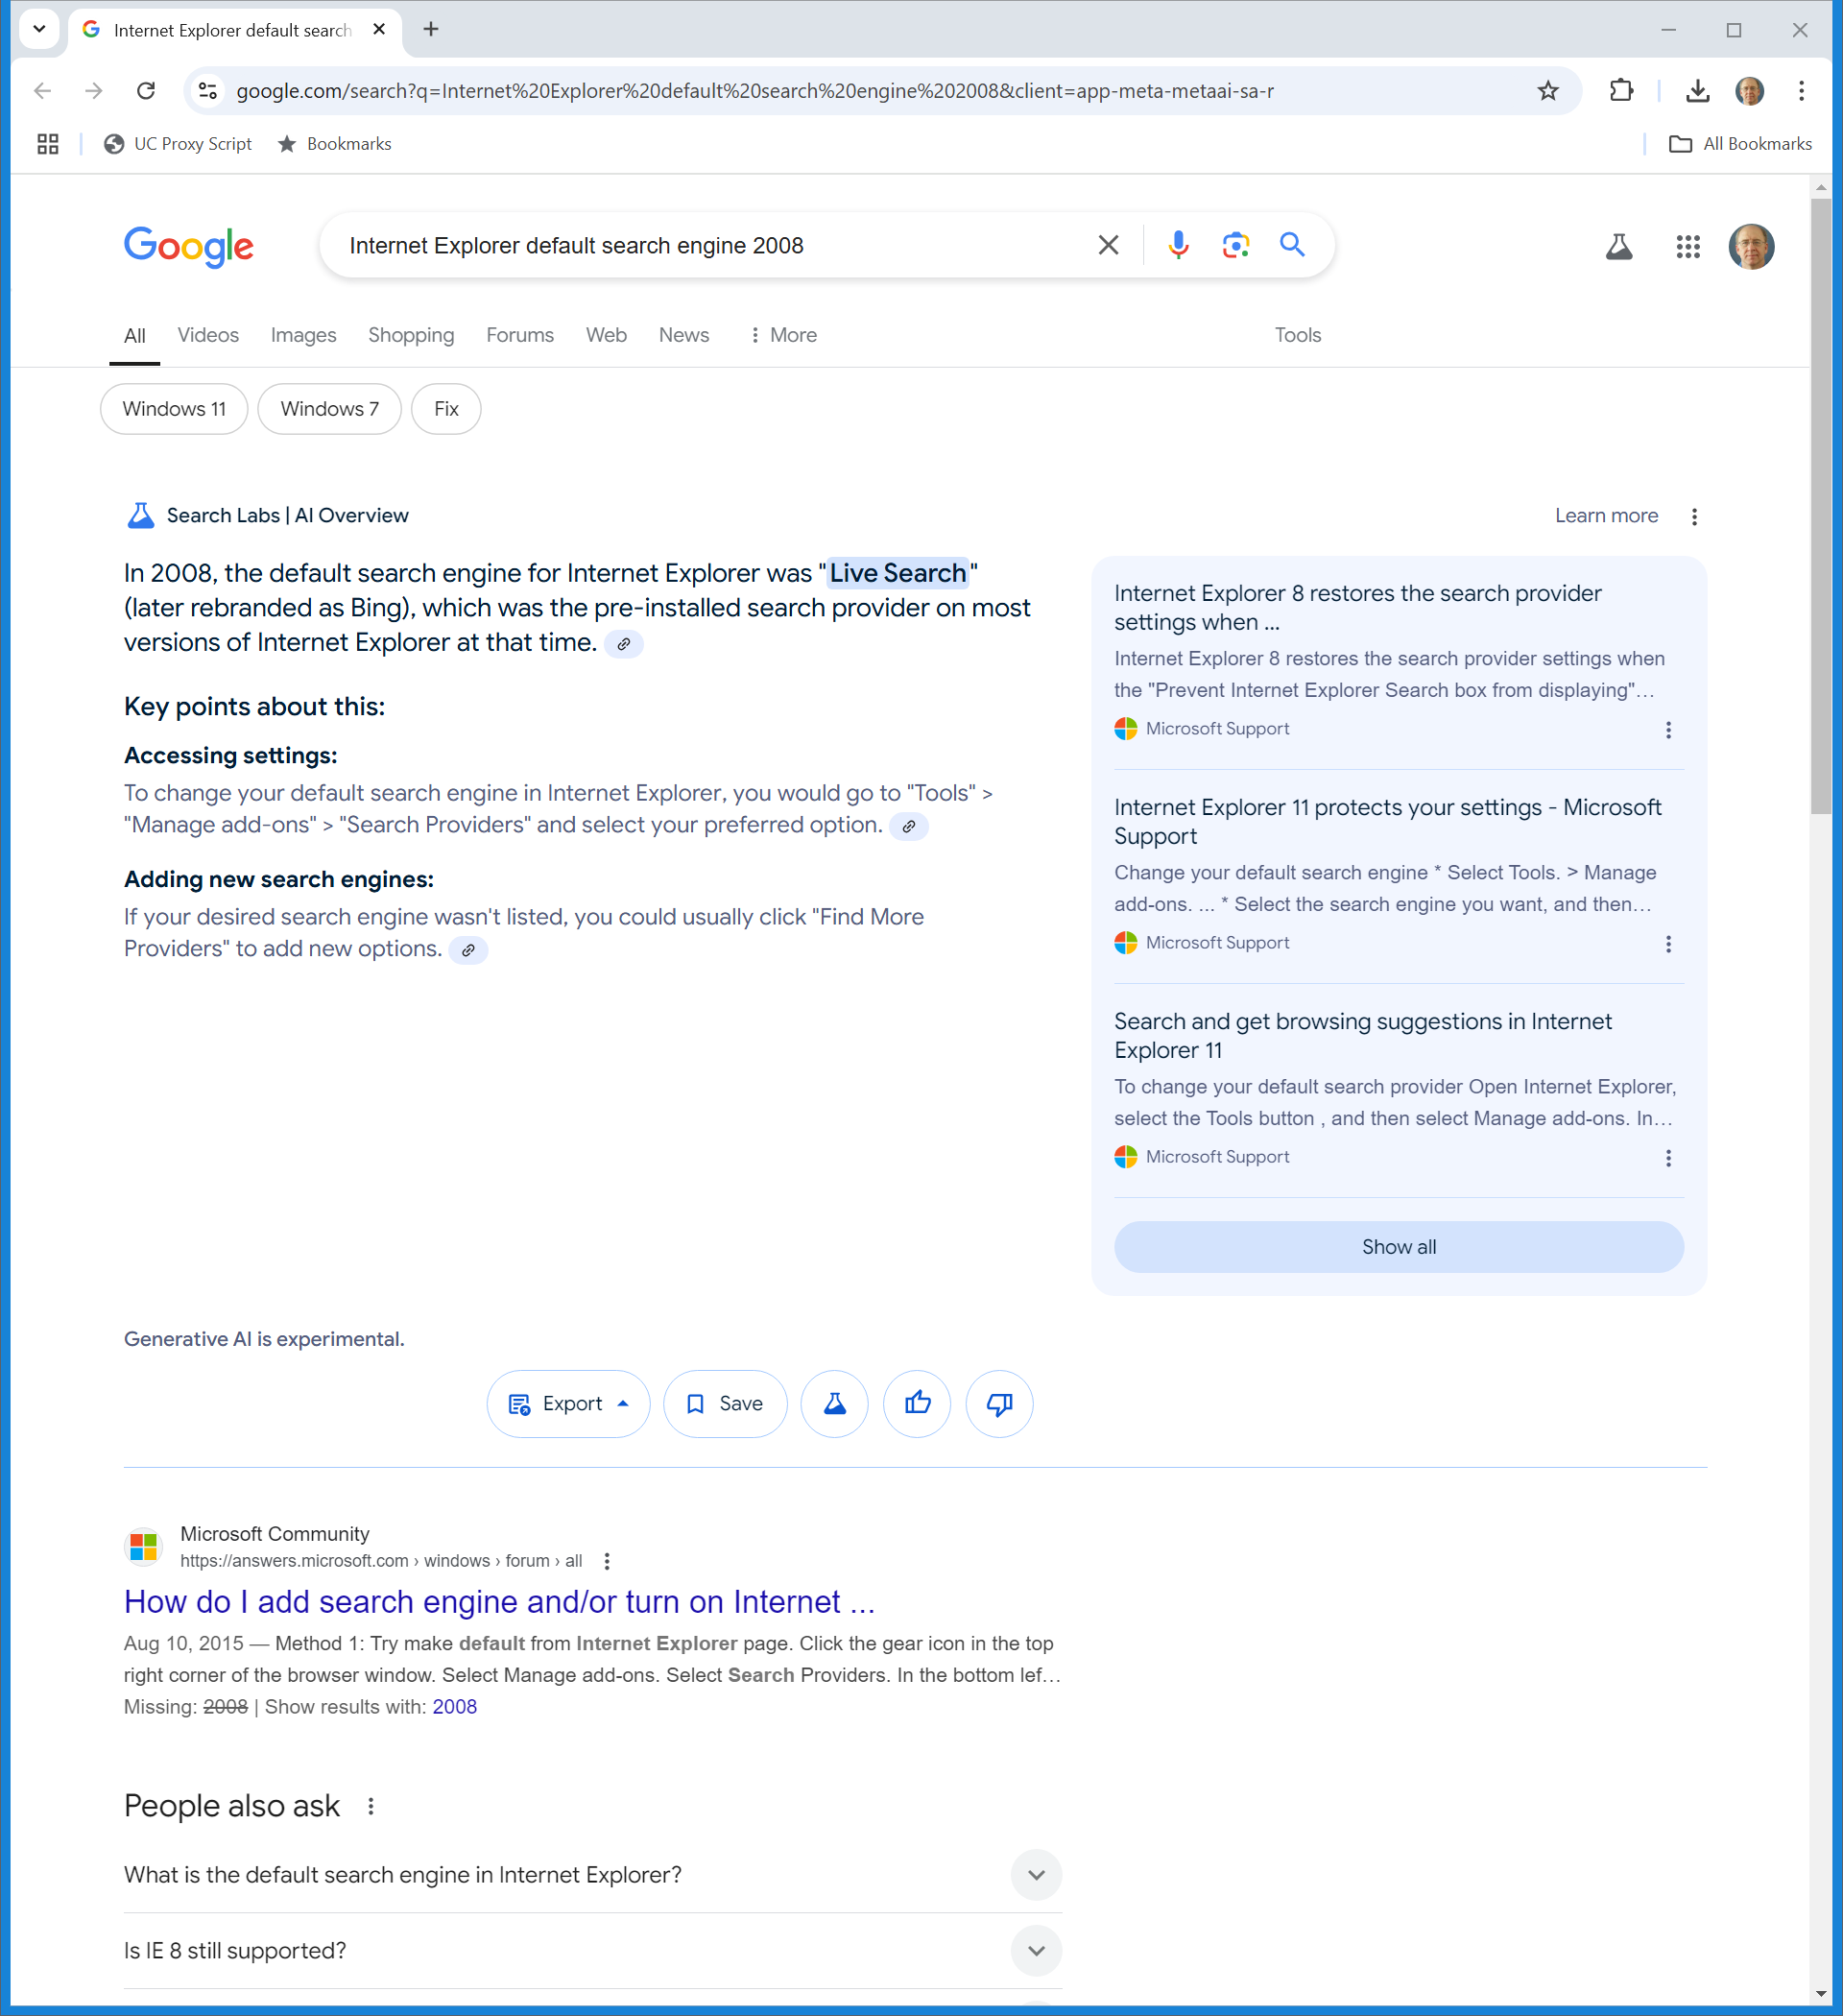 Internet Explorer default search
google.com/search?q=Internet%20Explorer%20default%20search%20engine%202008&client=app-meta-metaai-sa-r
UC Proxy Script
Bookmarks
All Bookmarks
Google
Internet Explorer default search engine 2008
All
Videos
Images
Shopping
Forums
Web
News
More
Tools
Windows 11
Windows 7
Fix
Search Labs | AI Overview
Learn more
In 2008, the default search engine for Internet Explorer was "Live Search"
(later rebranded as Bing), which was the pre-installed search provider on most
versions of Internet Explorer at that time.
Key points about this:
Accessing settings:
To change your default search engine in Internet Explorer, you would go to "Tools" >
"Manage add-ons" > "Search Providers" and select your preferred option.
Adding new search engines:
If your desired search engine wasn't listed, you could usually click "Find More
Providers" to add new options.
Internet Explorer 8 restores the search provider
settings when ...
Internet Explorer 8 restores the search provider settings when
the "Prevent Internet Explorer Search box from displaying"…
Microsoft Support
Internet Explorer 11 protects your settings - Microsoft
Support
Change your default search engine * Select Tools. > Manage
add-ons. ... * Select the search engine you want, and then…
Microsoft Support
Search and get browsing suggestions in Internet
Explorer 11
To change your default search provider Open Internet Explorer,
select the Tools button , and then select Manage add-ons. In…
Microsoft Support
Show all
Generative AI is experimental.
Export
Save
Microsoft Community
https://answers.microsoft.com › windows › forum › all
How do I add search engine and/or turn on Internet ...
Aug 10, 2015 — Method 1: Try make default from Internet Explorer page. Click the gear icon in the top
right corner of the browser window. Select Manage add-ons. Select Search Providers. In the bottom lef…
Missing: 2008 | Show results with: 2008
People also ask
What is the default search engine in Internet Explorer?
Is IE 8 still supported?